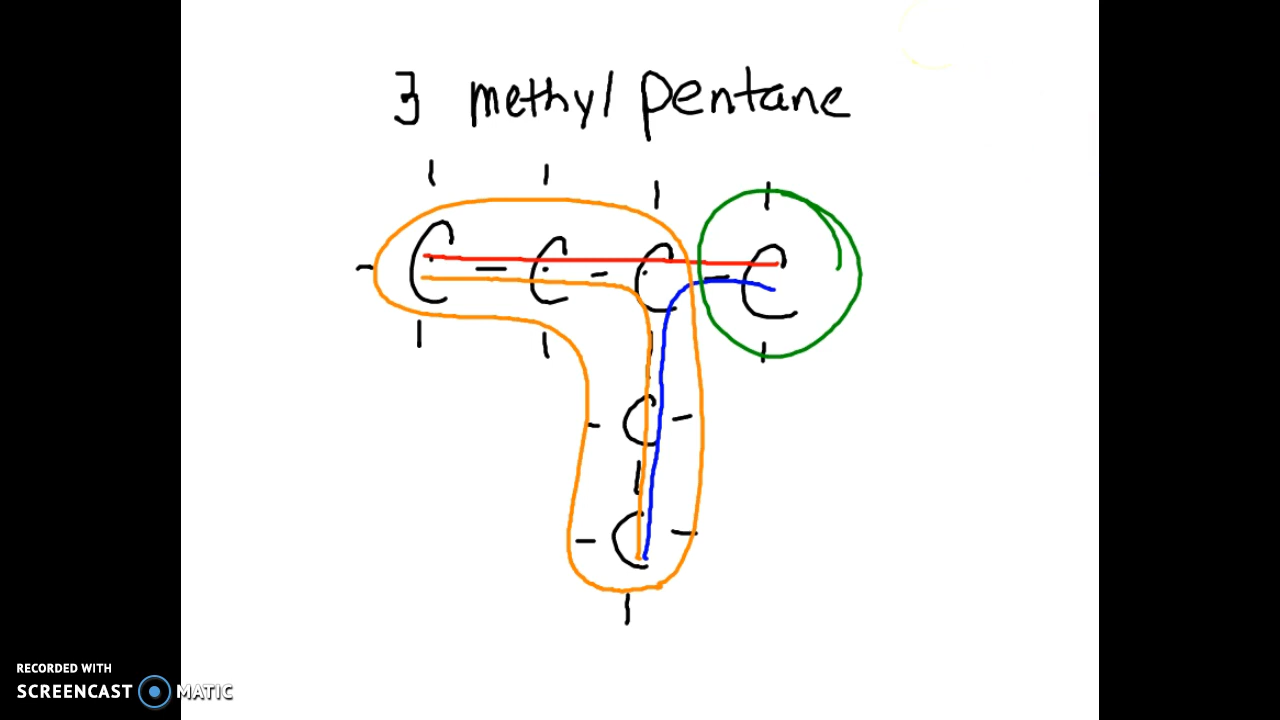 3 methyl pentane
C C C C
C
C
RECORDED WITH
SCREENCAST MATIC